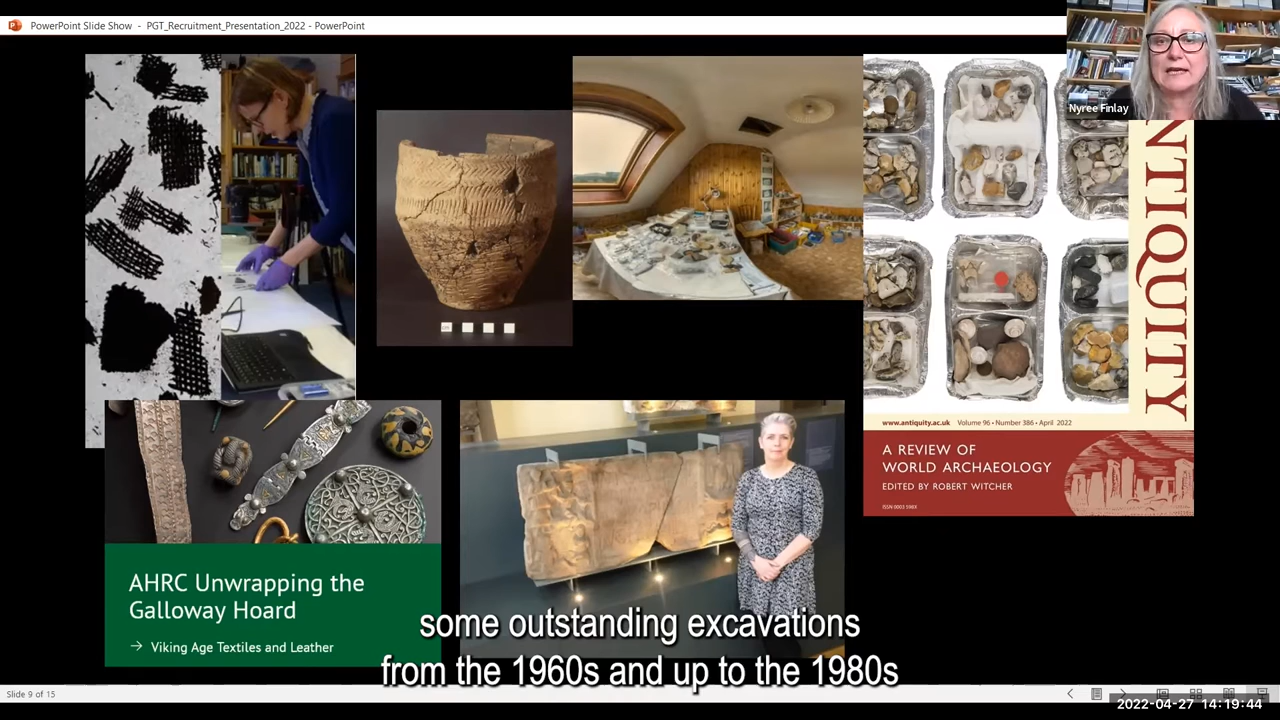 PowerPoint Slide Show - PGT_Recruitment_Presentation_2022 - PowerPoint
Nyree Finlay
NTIQUITY
www.antiquity.ac.uk Volume 96 • Number 386 • April 2022
A REVIEW OF
WORLD ARCHAEOLOGY
EDITED BY ROBERT WITCHER
ISSN 0003 598X
AHRC Unwrapping the
Galloway Hoard
→ Viking Age Textiles and Leather
some outstanding excavations
from the 1960s and up to the 1980s
Slide 9 of 15
2022-04-27 14:19:44